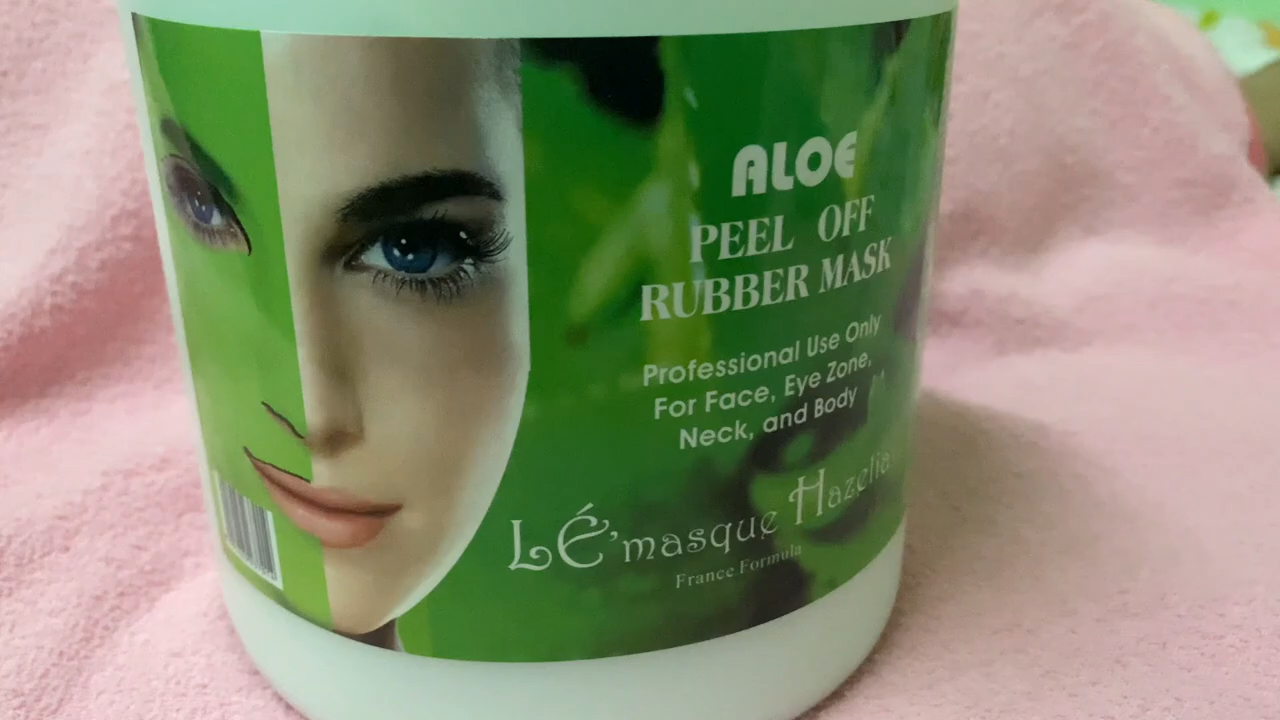 ALOE
PEEL OFF
RUBBER MASK
Professional Use Only
For Face, Eye Zone,
Neck, and Body
LÉ'masque Hazelia
France Formula